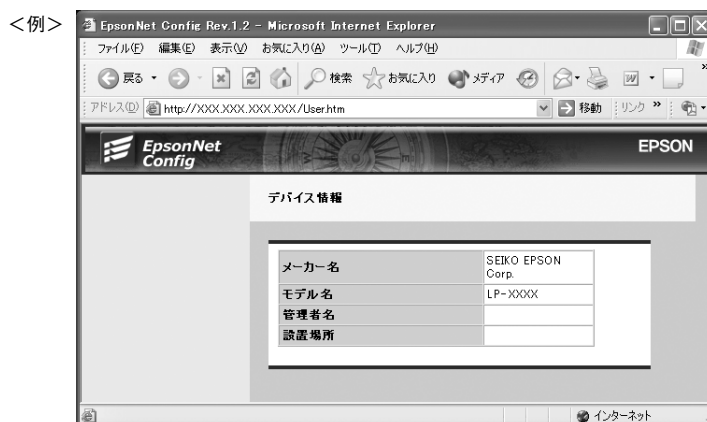 ＜例＞
EpsonNet Config Rev.1.2 - Microsoft Internet Explorer
ファイル(F) 編集(E) 表示(V) お気に入り(A) ツール(T) ヘルプ(H)
戻る 検索 お気に入り メディア
アドレス(D) http://XXX.XXX.XXX.XXX/User.htm 移動 リンク
EpsonNet
Config
EPSON
デバイス情報
メーカー名 SEIKO EPSON
Corp.
モデル名 LP-XXXX
管理者名
設置場所
インターネット